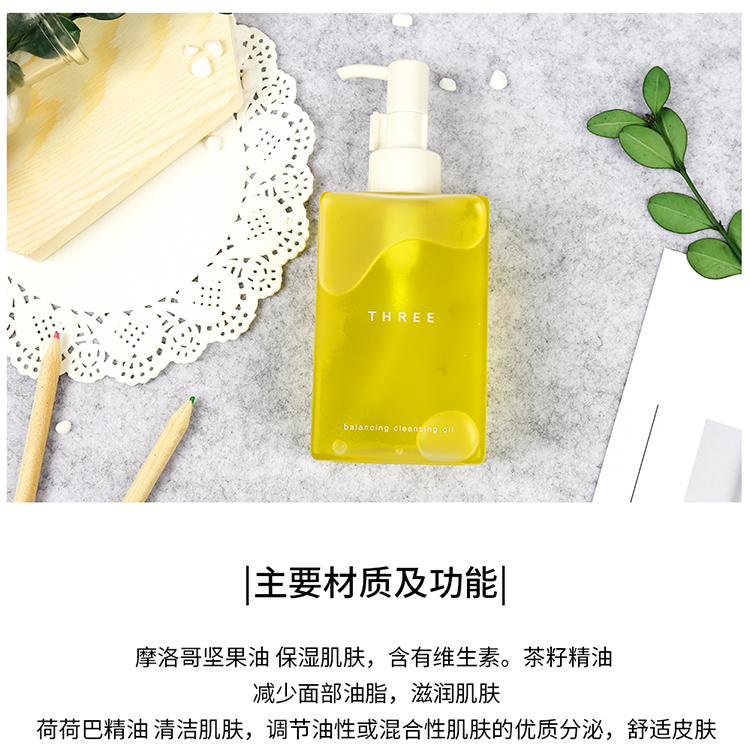 THREE
balancing cleansing oil
|主要材质及功能|
摩洛哥坚果油 保湿肌肤，含有维生素。茶籽精油
减少面部油脂，滋润肌肤
荷荷巴精油 清洁肌肤，调节油性或混合性肌肤的优质分泌，舒适皮肤